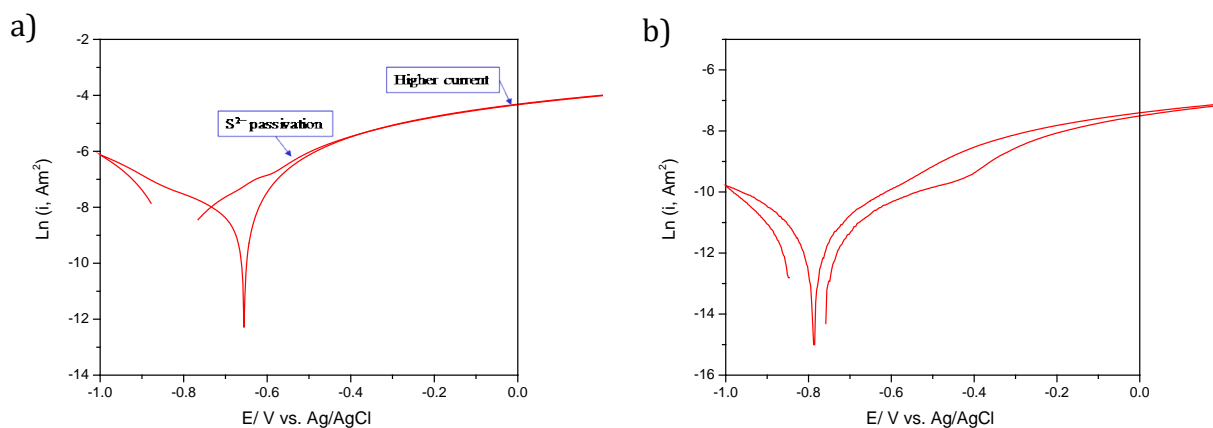 a)
-2
-4
-6
-8
-10
-12
-14
Ln (i, Am²)
Higher current
S²⁻ passivation
-1.0 -0.8 -0.6 -0.4 -0.2 0.0
E/ V vs. Ag/AgCl
b)
-6
-8
-10
-12
-14
-16
Ln (i, Am²)
-1.0 -0.8 -0.6 -0.4 -0.2 0.0
E/ V vs. Ag/AgCl